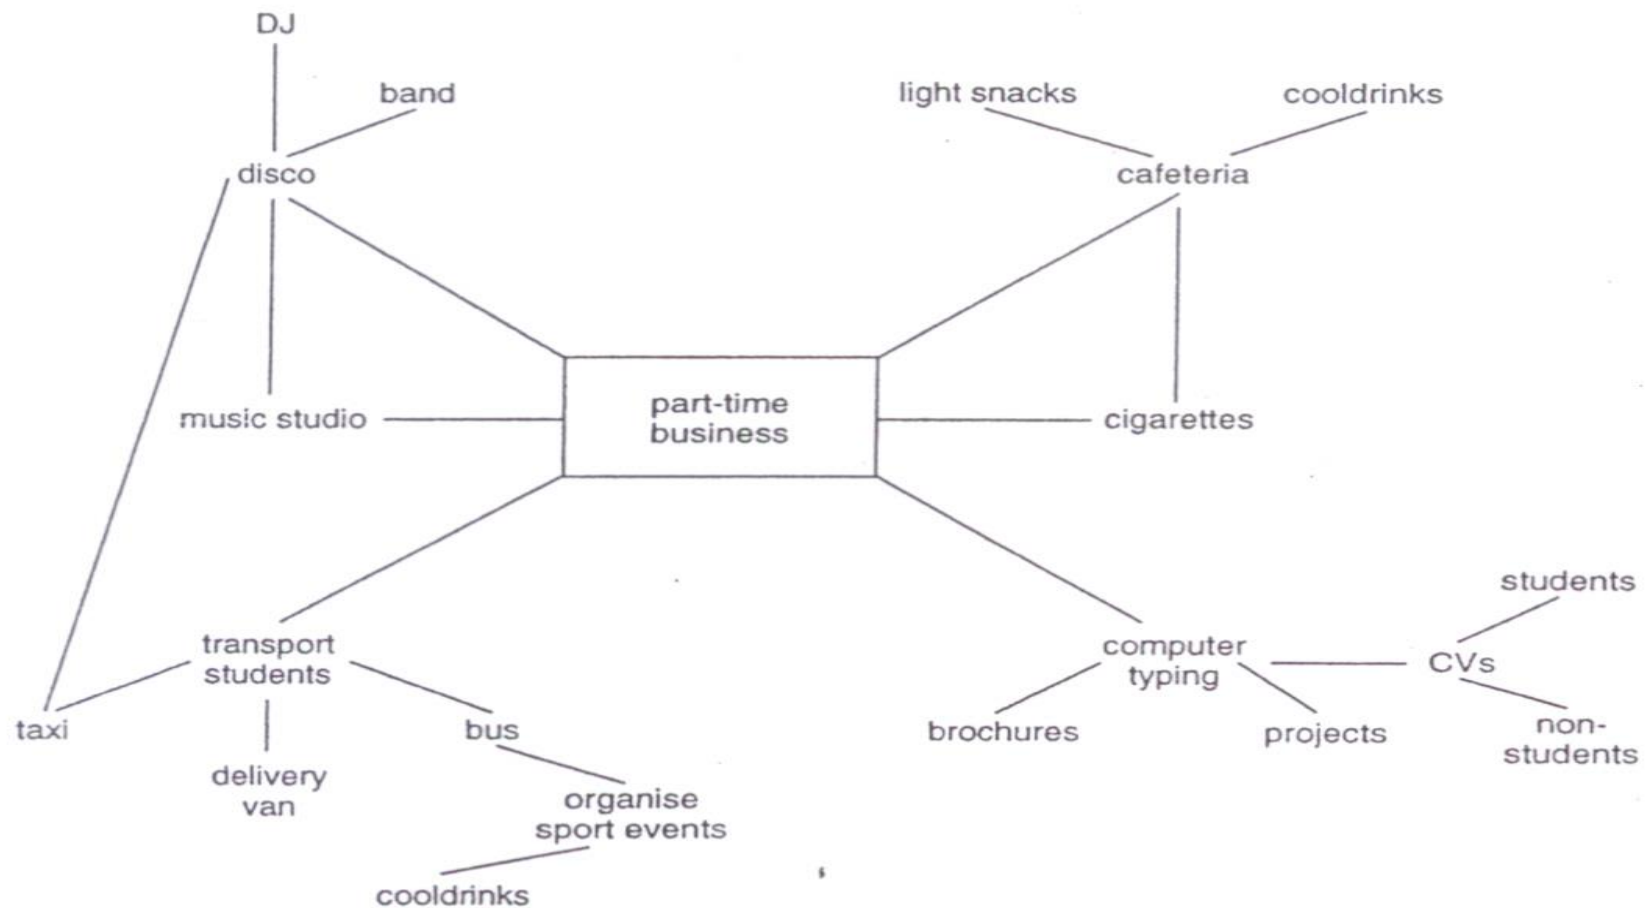 DJ
band
light snacks
cooldrinks
disco
cafeteria
part-time
business
music studio
cigarettes
students
transport
students
computer
typing
CVs
taxi
bus
brochures
projects
non-
students
delivery
van
organise
sport events
cooldrinks